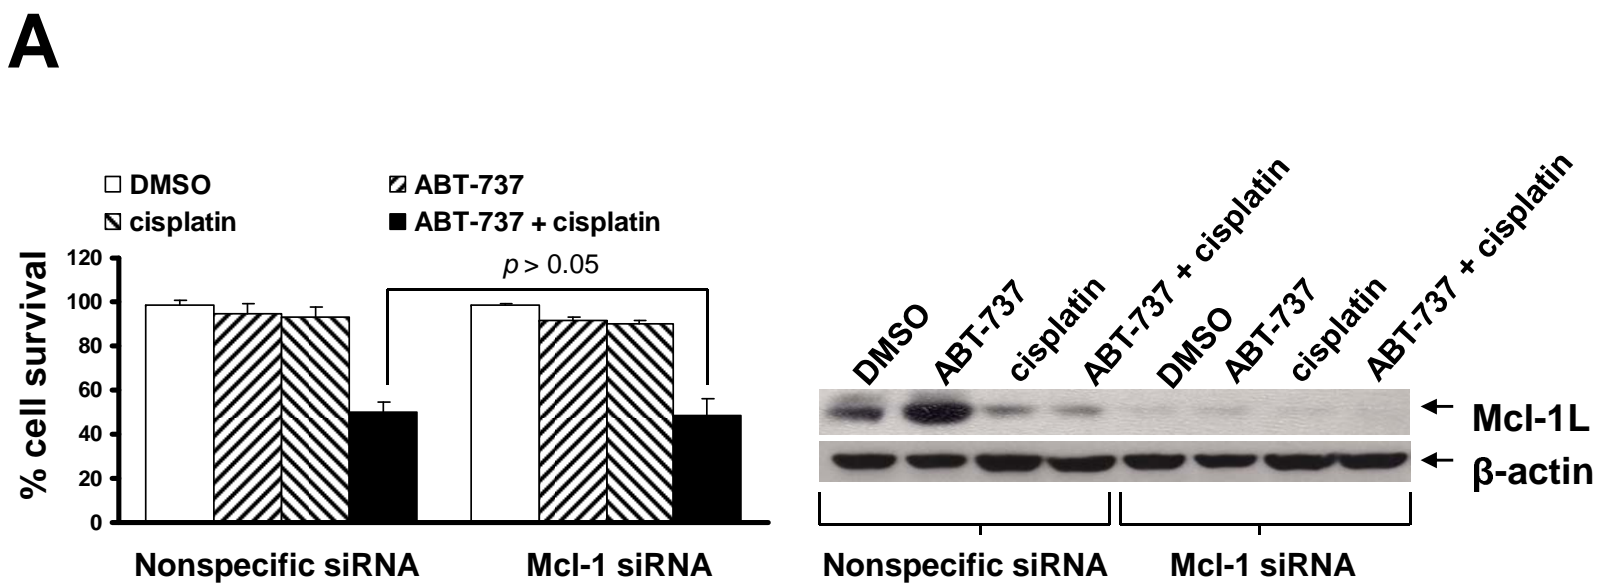 A
DMSO
ABT-737
cisplatin
ABT-737 + cisplatin
% cell survival
120
100
80
60
40
20
0
p > 0.05
Nonspecific siRNA
Mcl-1 siRNA
DMSO
ABT-737
cisplatin
ABT-737 + cisplatin
DMSO
ABT-737
cisplatin
ABT-737 + cisplatin
Mcl-1L
β-actin
Nonspecific siRNA
Mcl-1 siRNA